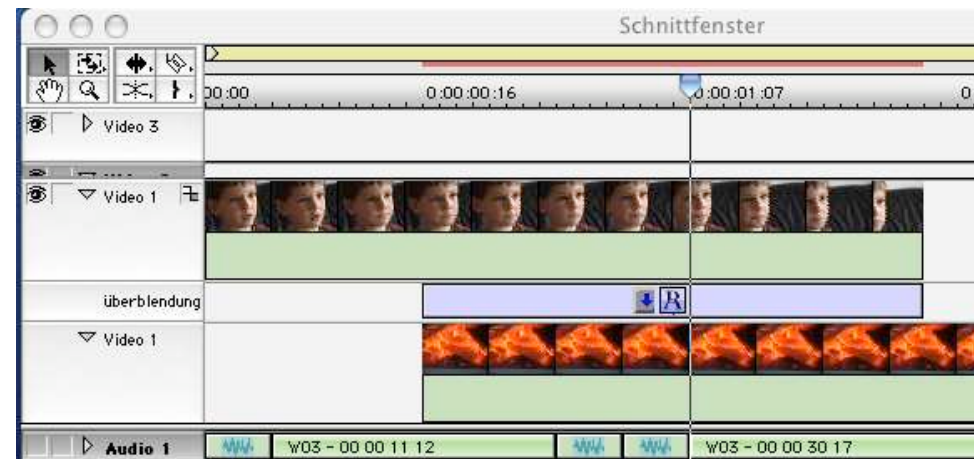 Schnittfenster
00:00 0:00:00:16 0:00:01:07 0
Video 3
Video 1
überblendung
Video 1
Audio 1 W03 - 00 00 11 12 W03 - 00 00 30 17